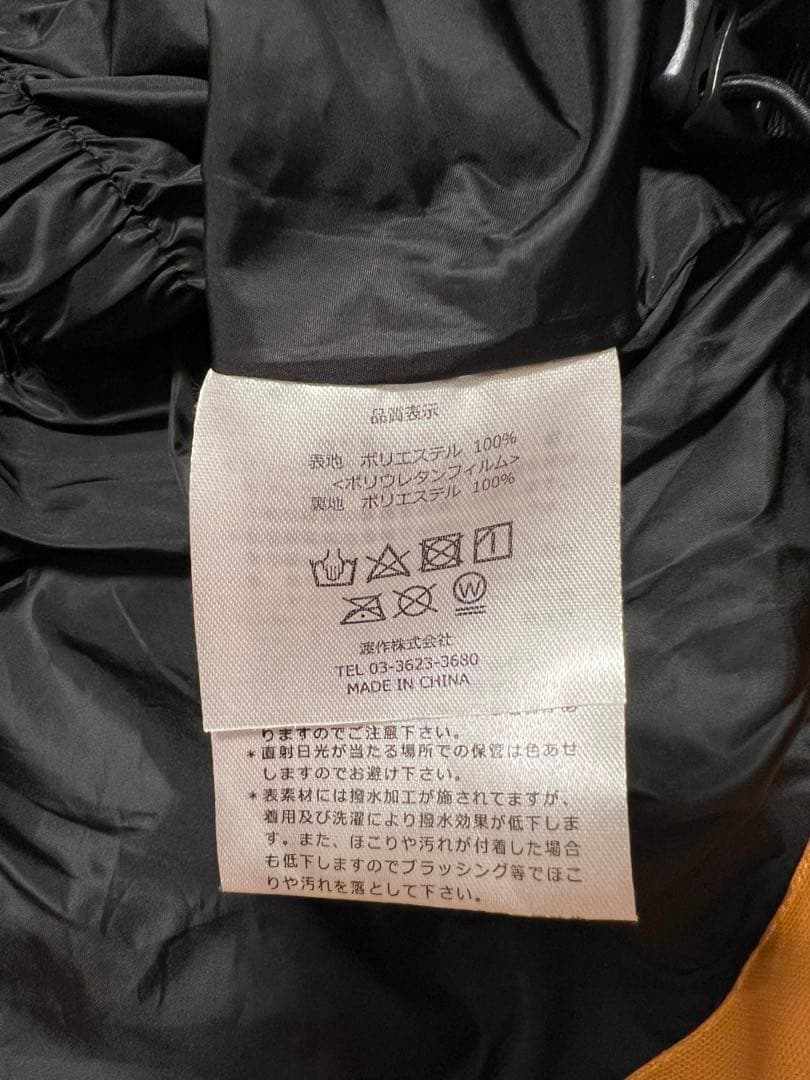 品質表示
表地 ポリエステル 100%
<ポリウレタンフィルム>
裏地 ポリエステル 100%
W
渡作株式会社
TEL 03-3623-3680
MADE IN CHINA
りますのでご注意下さい。
*直射日光が当たる場所での保管は色あせ
しますのでお避け下さい。
*表素材には撥水加工が施されてますが、
着用及び洗濯により撥水効果が低下しま
す。また、ほこりや汚れが付着した場合
も低下しますのでブラッシング等でほこ
りや汚れを落として下さい。